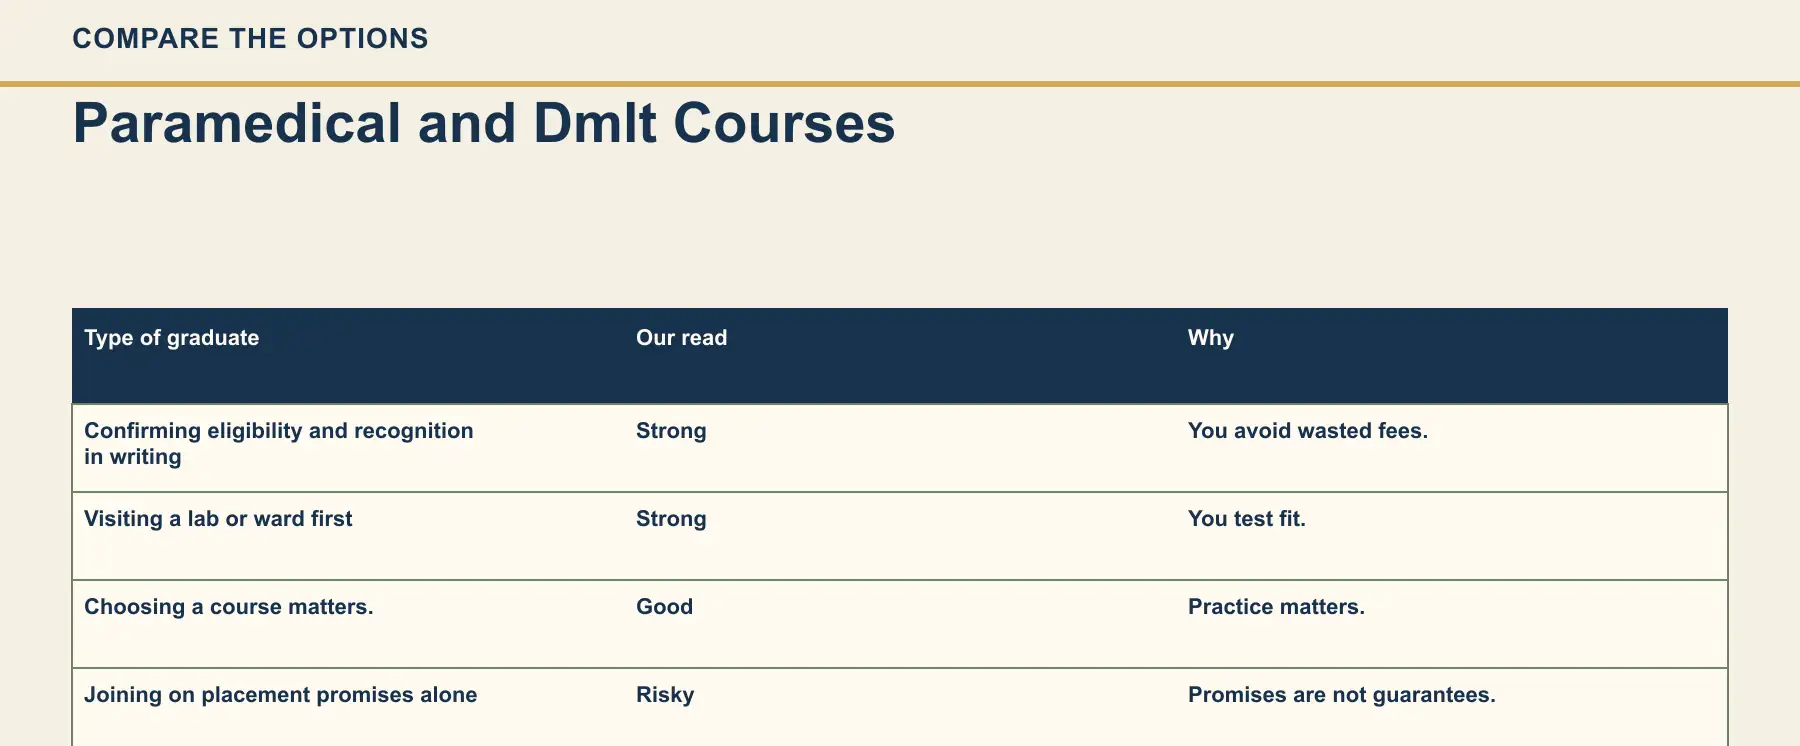 COMPARE THE OPTIONS
Paramedical and Dmlt Courses
Type of graduate
Our read
Why
Confirming eligibility and recognition
in writing
Strong
You avoid wasted fees.
Visiting a lab or ward first
Strong
You test fit.
Choosing a course matters.
Good
Practice matters.
Joining on placement promises alone
Risky
Promises are not guarantees.